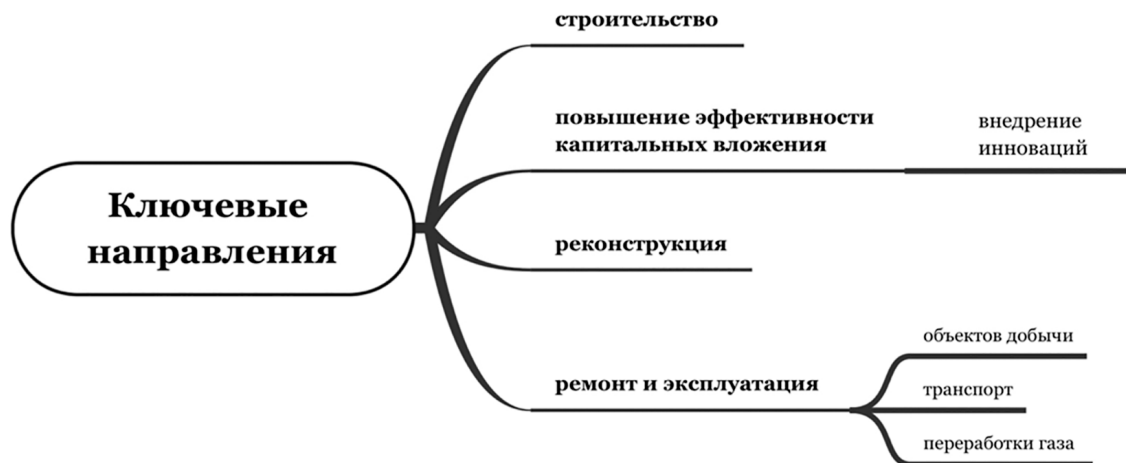 Ключевые
направления
строительство
повышение эффективности
капитальных вложения
внедрение
инноваций
реконструкция
ремонт и эксплуатация
объектов добычи
транспорт
переработки газа